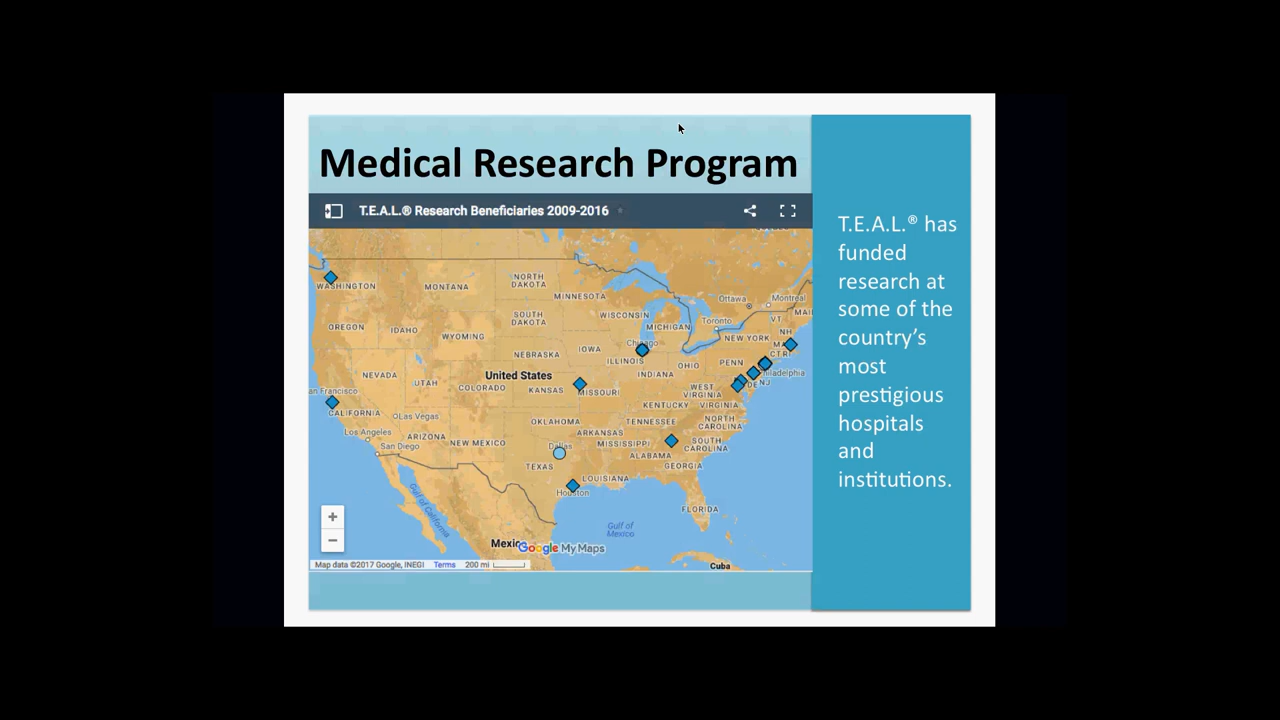 Medical Research Program
T.E.A.L.® Research Beneficiaries 2009-2016
T.E.A.L.® has
funded
research at
some of the
country's
most
prestigious
hospitals
and
institutions.
WASHINGTON
MONTANA
NORTH
DAKOTA
MINNESOTA
Ottawa
Montreal
OREGON
IDAHO
WYOMING
SOUTH
DAKOTA
WISCONSIN
MICHIGAN
Toronto
VT
NH
NEW YORK
NEBRASKA
IOWA
Chicago
ILLINOIS
INDIANA
OHIO
PENN
CT RI
NEVADA
UTAH
COLORADO
United States
KANSAS
MISSOURI
WEST
VIRGINIA
VIRGINIA
DE NJ
CALIFORNIA
Las Vegas
KENTUCKY
Los Angeles
San Diego
ARIZONA
NEW MEXICO
OKLAHOMA
ARKANSAS
TENNESSEE
NORTH
CAROLINA
SOUTH
CAROLINA
MISSISSIPPI
ALABAMA
GEORGIA
Dallas
TEXAS
LOUISIANA
Houston
FLORIDA
Gulf of
California
Gulf of
Mexico
Google My Maps
Cuba
+
−
Map data ©2017 Google, INEGI Terms 200 mi